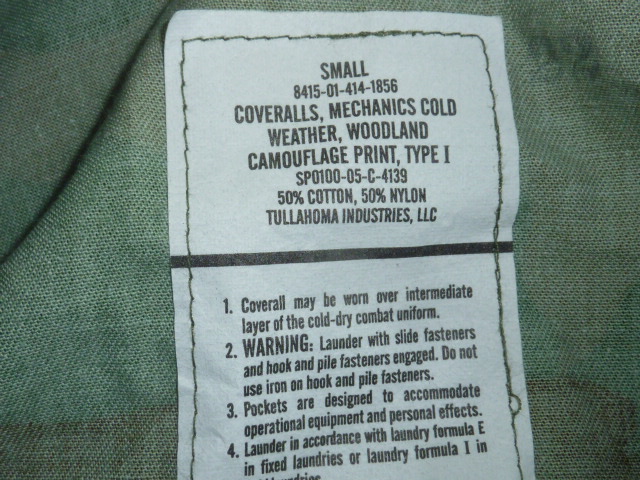 SMALL
8415-01-414-1856
COVERALLS, MECHANICS COLD
WEATHER, WOODLAND
CAMOUFLAGE PRINT, TYPE I
SPO100-05-C-4139
50% COTTON, 50% NYLON
TULLAHOMA INDUSTRIES, LLC
1. Coverall may be worn over intermediate
layer of the cold-dry combat uniform.
2. WARNING: Launder with slide fasteners
and hook and pile fasteners engaged. Do not
use iron on hook and pile fasteners.
3. Pockets are designed to accommodate
operational equipment and personal effects.
4. Launder in accordance with laundry formula E
in fixed laundries or laundry formula I in